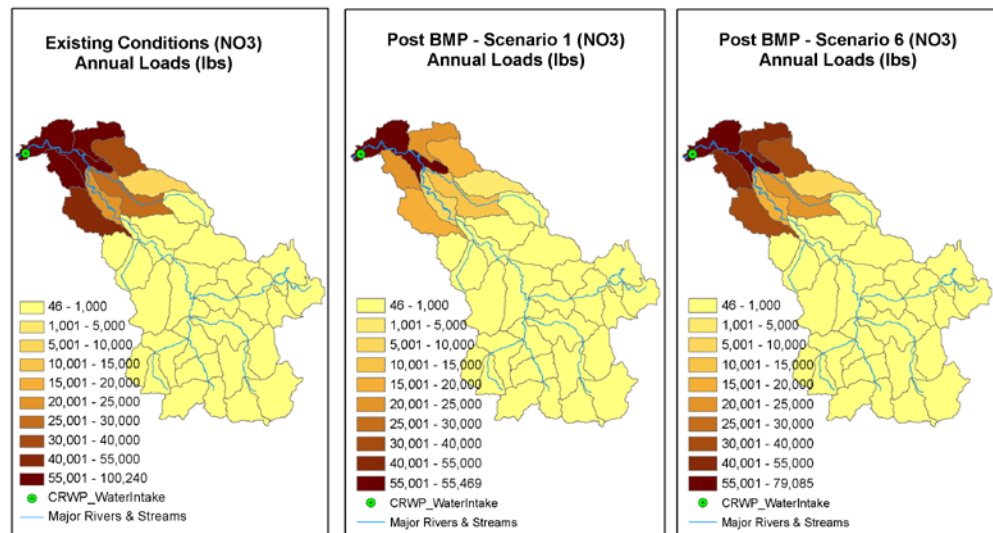 Existing Conditions (NO3)
Annual Loads (lbs)
46 - 1,000
1,001 - 5,000
5,001 - 10,000
10,001 - 15,000
15,001 - 20,000
20,001 - 25,000
25,001 - 30,000
30,001 - 40,000
40,001 - 55,000
55,001 - 100,240
CRWP_WaterIntake
Major Rivers & Streams
Post BMP - Scenario 1 (NO3)
Annual Loads (lbs)
46 - 1,000
1,001 - 5,000
5,001 - 10,000
10,001 - 15,000
15,001 - 20,000
20,001 - 25,000
25,001 - 30,000
30,001 - 40,000
40,001 - 55,000
55,001 - 55,469
CRWP_WaterIntake
Major Rivers & Streams
Post BMP - Scenario 6 (NO3)
Annual Loads (lbs)
46 - 1,000
1,001 - 5,000
5,001 - 10,000
10,001 - 15,000
15,001 - 20,000
20,001 - 25,000
25,001 - 30,000
30,001 - 40,000
40,001 - 55,000
55,001 - 79,085
CRWP_WaterIntake
Major Rivers & Streams